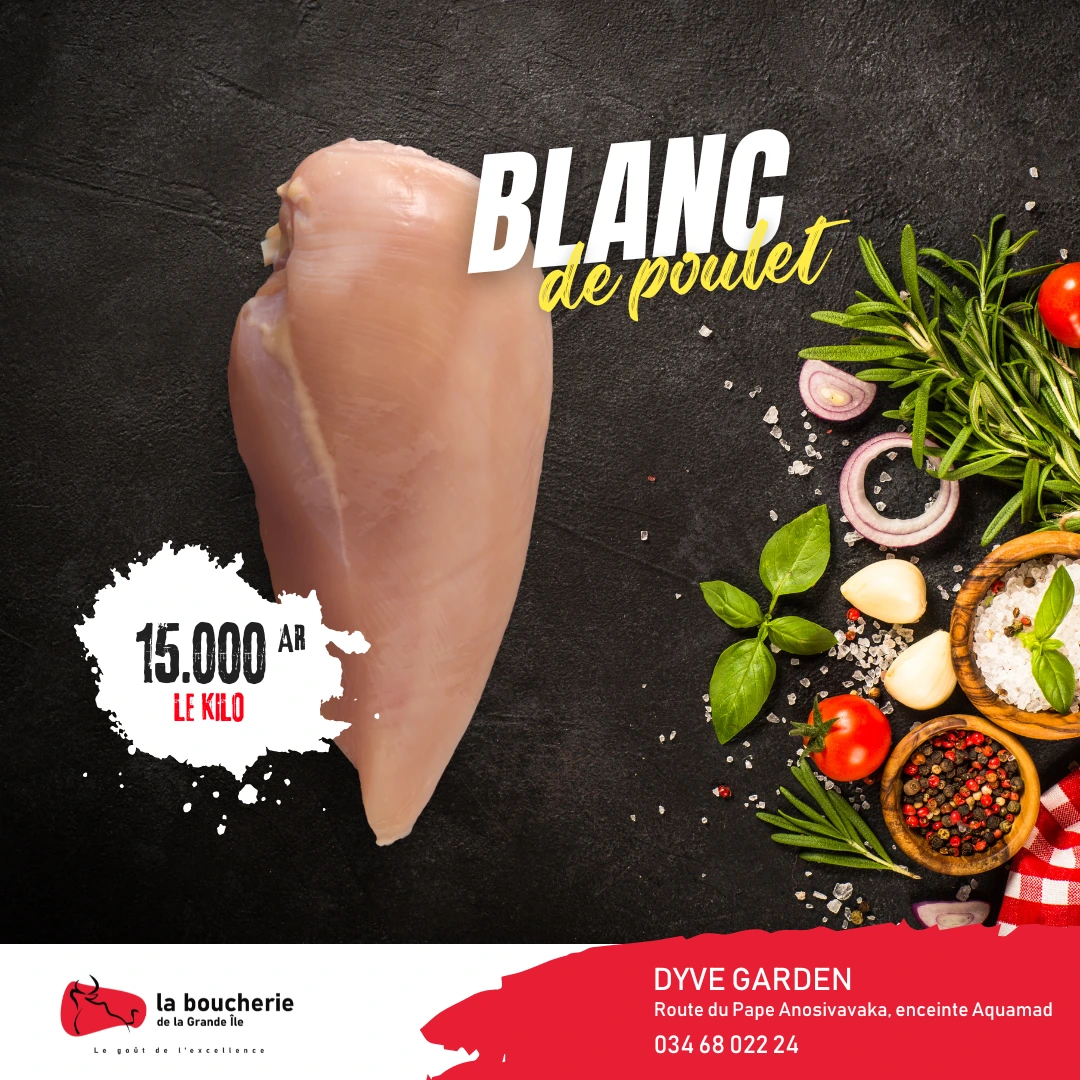 BLANC
de poulet
15.000 AR
LE KILO
la boucherie
de la Grande Île
Le goût de l'excellence
DYVE GARDEN
Route du Pape Anosivavaka, enceinte Aquamad
034 68 022 24